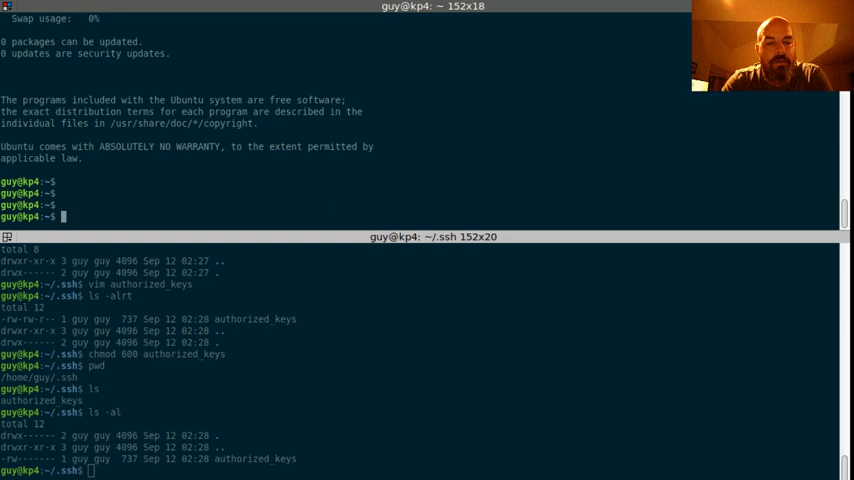 guy@kp4: ~ 152x18
Swap usage:   0%
0 packages can be updated.
0 updates are security updates.
The programs included with the Ubuntu system are free software;
the exact distribution terms for each program are described in the
individual files in /usr/share/doc/*/copyright.
Ubuntu comes with ABSOLUTELY NO WARRANTY, to the extent permitted by
applicable law.
guy@kp4:~$
guy@kp4:~$
guy@kp4:~$
guy@kp4:~$
guy@kp4: ~/.ssh 152x20
total 8
drwxr-xr-x 3 guy guy 4096 Sep 12 02:27 ..
drwx------ 2 guy guy 4096 Sep 12 02:27 .
guy@kp4:~/.ssh$ vim authorized_keys
guy@kp4:~/.ssh$ ls -alrt
total 12
-rw-rw-r-- 1 guy guy  737 Sep 12 02:28 authorized_keys
drwxr-xr-x 3 guy guy 4096 Sep 12 02:28 ..
drwx------ 2 guy guy 4096 Sep 12 02:28 .
guy@kp4:~/.ssh$ chmod 600 authorized_keys
guy@kp4:~/.ssh$ pwd
/home/guy/.ssh
guy@kp4:~/.ssh$ ls
authorized_keys
guy@kp4:~/.ssh$ ls -al
total 12
drwx------ 2 guy guy 4096 Sep 12 02:28 .
drwxr-xr-x 3 guy guy 4096 Sep 12 02:28 ..
-rw------- 1 guy guy  737 Sep 12 02:28 authorized_keys
guy@kp4:~/.ssh$